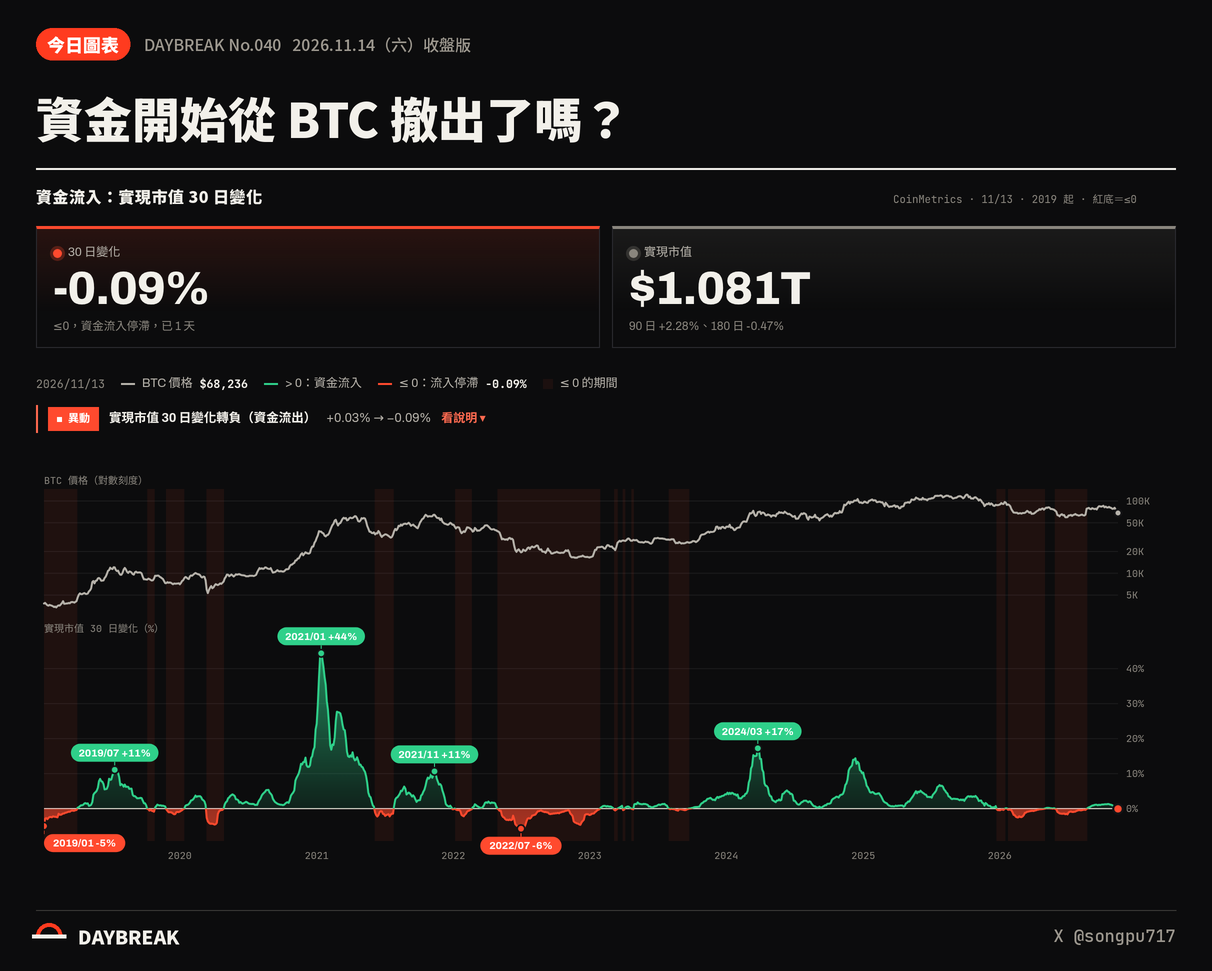 今日圖表 DAYBREAK No.040 2026.11.14（六）收盤版
資金開始從 BTC 撤出了嗎？
資金流入：實現市值 30 日變化 CoinMetrics · 11/13 · 2019 起 · 紅底＝≤0
30 日變化
-0.09%
≤0，資金流入停滯，已 1 天
實現市值
$1.081T
90 日 +2.28%、180 日 -0.47%
2026/11/13 BTC 價格 $68,236 > 0：資金流入 ≤ 0：流入停滯 -0.09% ≤ 0 的期間
■ 異動 實現市值 30 日變化轉負（資金流出） +0.03% → −0.09% 看說明 ▾
BTC 價格（對數刻度）
100K
50K
20K
10K
5K
實現市值 30 日變化（%）
2021/01 +44%
40%
30%
2024/03 +17%
20%
2019/07 +11%
2021/11 +11%
10%
0%
2019/01 -5%
2022/07 -6%
2020 2021 2022 2023 2024 2025 2026
DAYBREAK X @songpu717